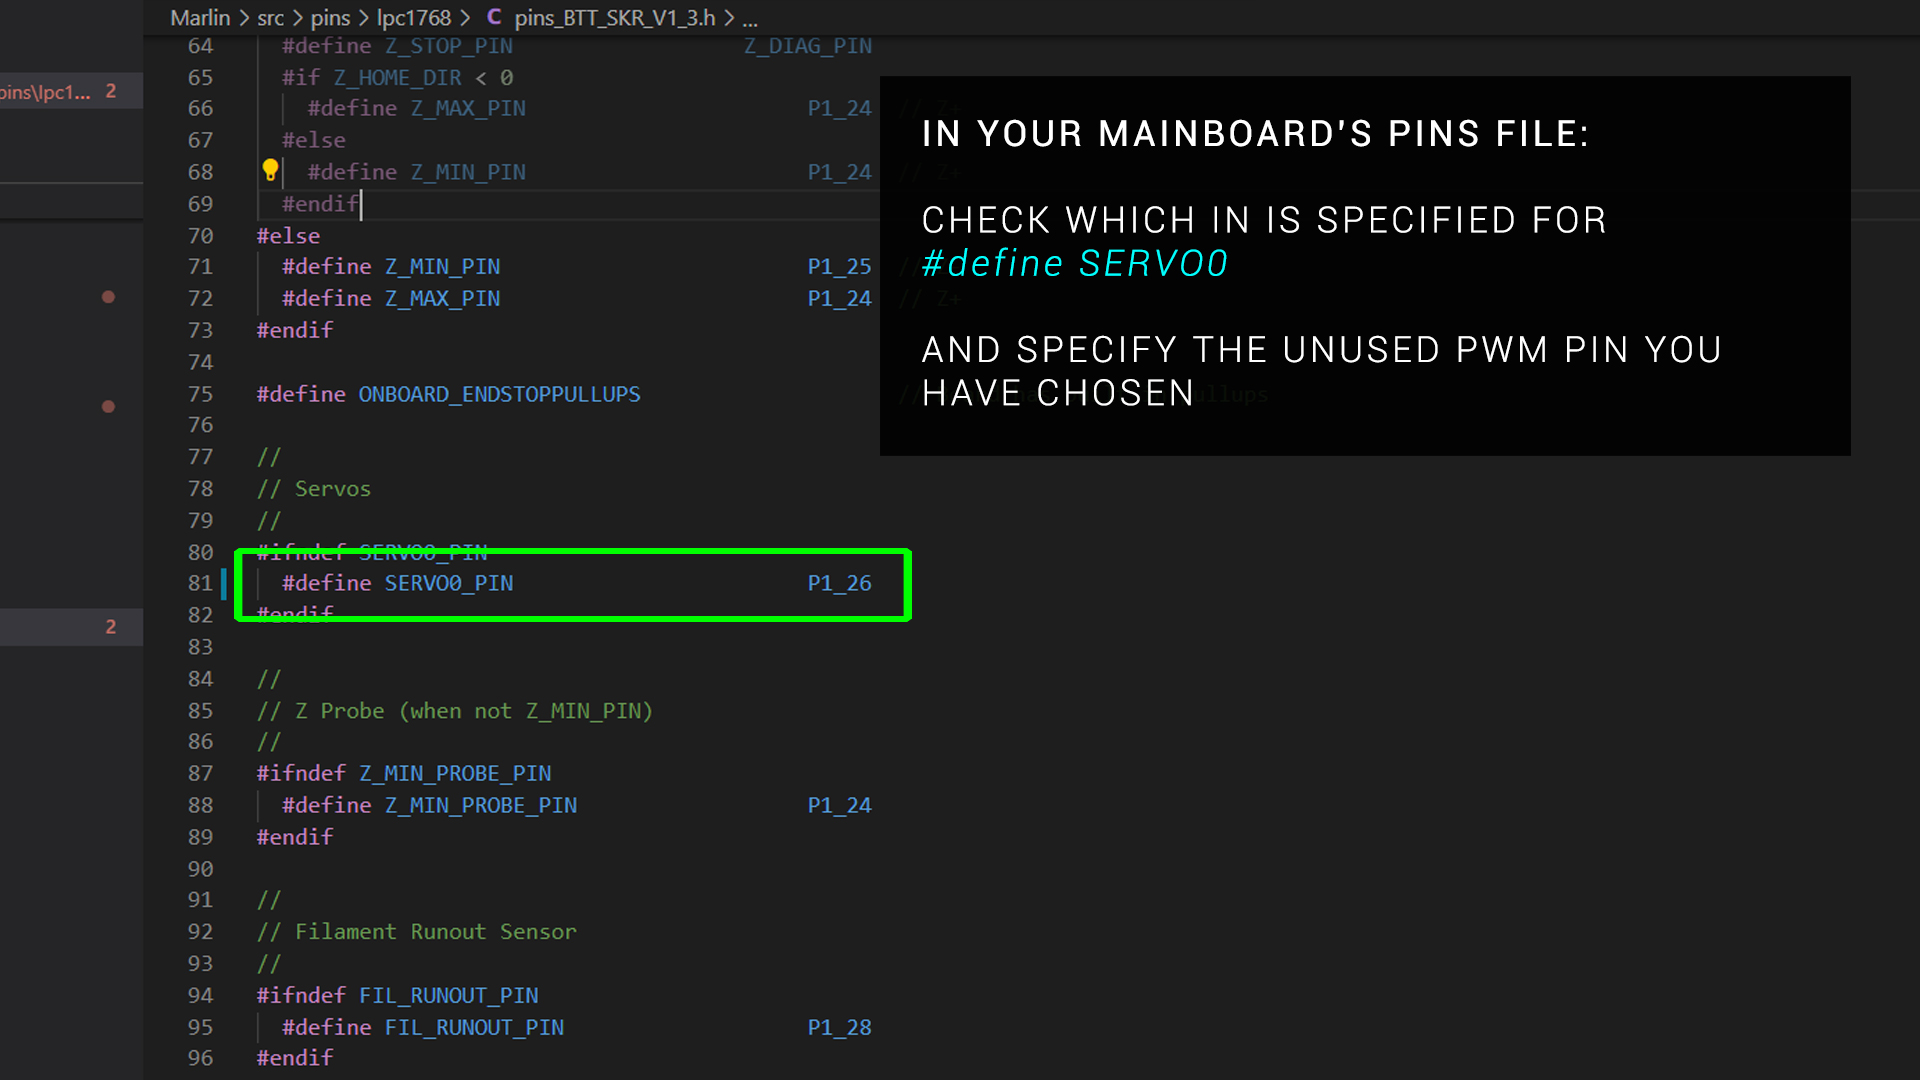 Marlin > src > pins > lpc1768 > C pins_BTT_SKR_V1_3.h > ...
pins\lpc1... 2
64 #define Z_STOP_PIN Z_DIAG_PIN
65 #if Z_HOME_DIR < 0
66 #define Z_MAX_PIN P1_24 // Z+
67 #else
68 #define Z_MIN_PIN P1_24 // Z+
69 #endif
70 #else
71 #define Z_MIN_PIN P1_25 /
72 #define Z_MAX_PIN P1_24 // Z+
73 #endif
74
75 #define ONBOARD_ENDSTOPPULLUPS // ullups
76
77 //
78 // Servos
79 //
80 #ifndef SERVO0_PIN
81 #define SERVO0_PIN P1_26
82 #endif
2
83
84 //
85 // Z Probe (when not Z_MIN_PIN)
86 //
87 #ifndef Z_MIN_PROBE_PIN
88 #define Z_MIN_PROBE_PIN P1_24
89 #endif
90
91 //
92 // Filament Runout Sensor
93 //
94 #ifndef FIL_RUNOUT_PIN
95 #define FIL_RUNOUT_PIN P1_28
96 #endif
IN YOUR MAINBOARD'S PINS FILE:
CHECK WHICH IN IS SPECIFIED FOR
#define SERVO0
AND SPECIFY THE UNUSED PWM PIN YOU
HAVE CHOSEN